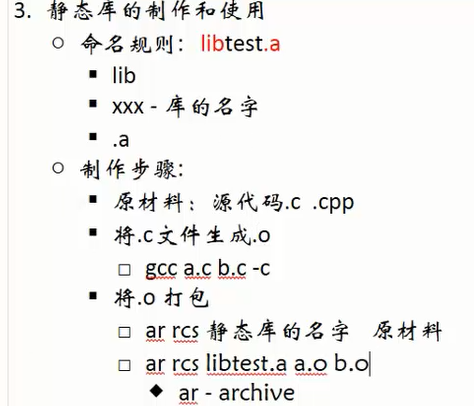 3. 静态库的制作和使用
命名规则：libtest.a
lib
xxx - 库的名字
.a
制作步骤:
原材料：源代码.c .cpp
将.c文件生成.o
gcc a.c b.c -c
将.o 打包
ar rcs 静态库的名字 原材料
ar rcs libtest.a a.o b.o
ar - archive